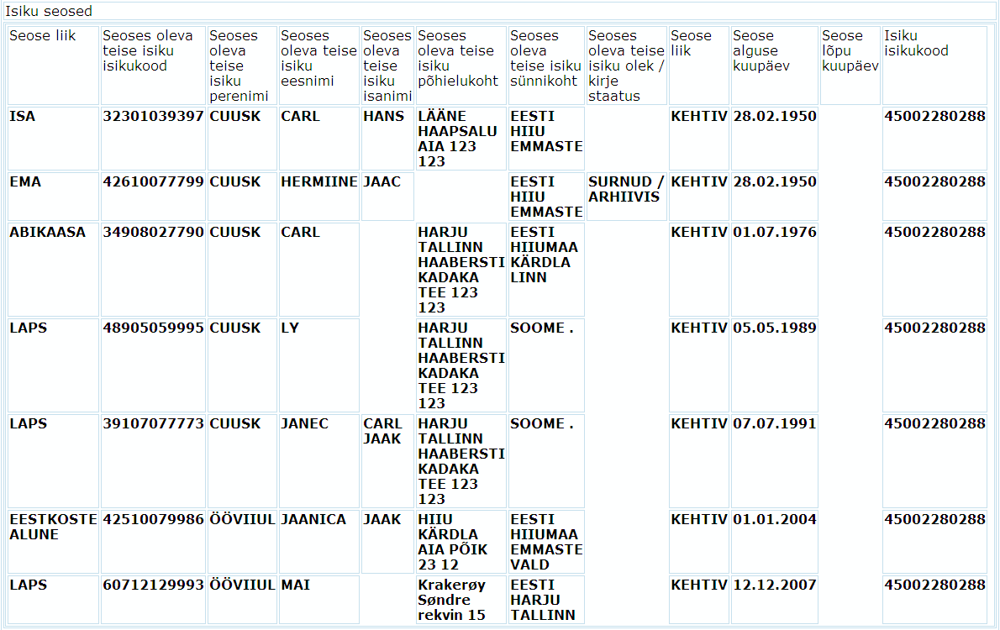 Isiku seosed
Seose liik
Seoses oleva
teise isiku
isikukood
Seoses
oleva
teise
isiku
perenimi
Seoses
oleva teise
isiku
eesnimi
Seoses
oleva
teise
isiku
isanimi
Seoses
oleva teise
isiku
põhielukoht
Seoses
oleva
teise isiku
sünnikoht
Seoses
oleva teise
isiku olek /
kirje
staatus
Seose
liik
Seose
alguse
kuupäev
Seose
lõpu
kuupäev
Isiku
isikukood
ISA
32301039397
CUUSK
CARL
HANS
LÄÄNE
HAAPSALU
AIA 123
123
EESTI
HIIU
EMMASTE
KEHTIV
28.02.1950
45002280288
EMA
42610077799
CUUSK
HERMIINE
JAAC
EESTI
HIIU
EMMASTE
SURNUD /
ARHIIVIS
KEHTIV
28.02.1950
45002280288
ABIKAASA
34908027790
CUUSK
CARL
HARJU
TALLINN
HAABERSTI
KADAKA
TEE 123
123
EESTI
HIIUMAA
KÄRDLA
LINN
KEHTIV
01.07.1976
45002280288
LAPS
48905059995
CUUSK
LY
HARJU
TALLINN
HAABERSTI
KADAKA
TEE 123
123
SOOME .
KEHTIV
05.05.1989
45002280288
LAPS
39107077773
CUUSK
JANEC
CARL
JAAK
HARJU
TALLINN
HAABERSTI
KADAKA
TEE 123
123
SOOME .
KEHTIV
07.07.1991
45002280288
EESTKOSTE
ALUNE
42510079986
ÖÖVIIUL
JAANICA
JAAK
HIIU
KÄRDLA
AIA PÕIK
23 12
EESTI
HIIUMAA
EMMASTE
VALD
KEHTIV
01.01.2004
45002280288
LAPS
60712129993
ÖÖVIIUL
MAI
Krakerøy
Søndre
rekvin 15
EESTI
HARJU
TALLINN
KEHTIV
12.12.2007
45002280288